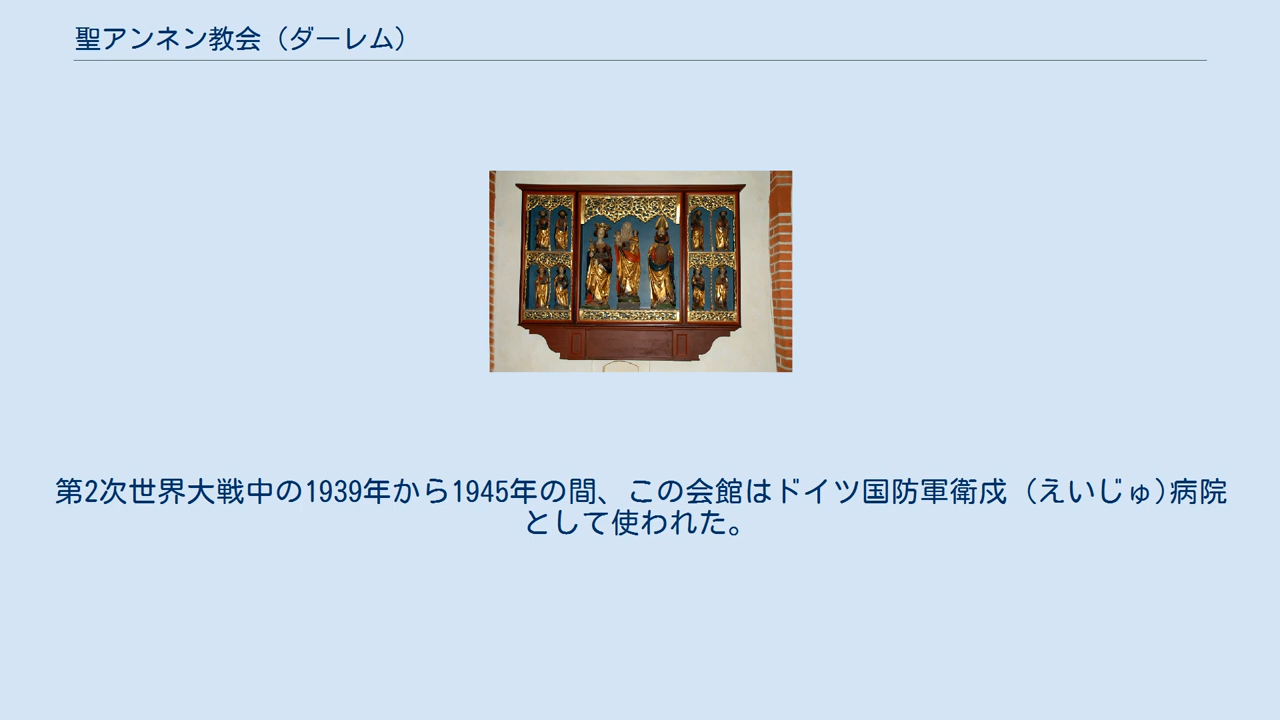 聖アンネン教会（ダーレム）
第2次世界大戦中の1939年から1945年の間、この会館はドイツ国防軍衛戍（えいじゅ)病院
として使われた。